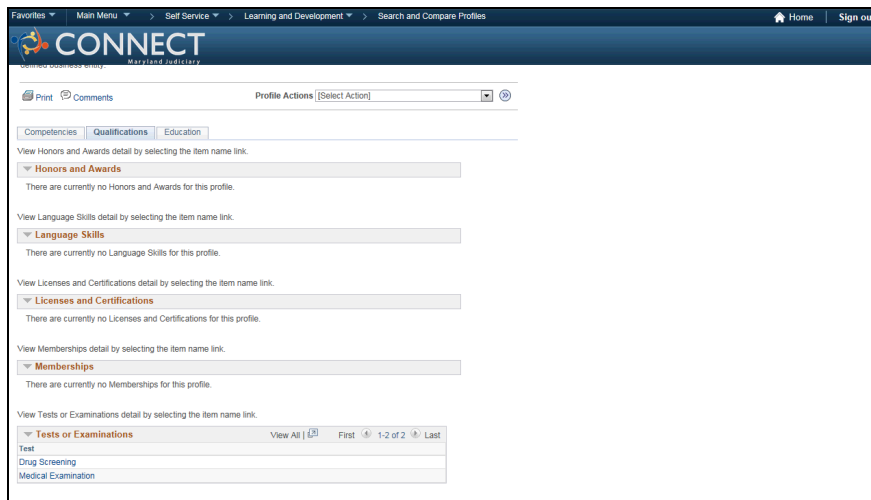 Favorites Main Menu > Self Service > Learning and Development > Search and Compare Profiles Home Sign ou
CONNECT
Maryland Judiciary
defined business entity.
Print Comments Profile Actions [Select Action]
Competencies Qualifications Education
View Honors and Awards detail by selecting the item name link.
Honors and Awards
There are currently no Honors and Awards for this profile.
View Language Skills detail by selecting the item name link.
Language Skills
There are currently no Language Skills for this profile.
View Licenses and Certifications detail by selecting the item name link.
Licenses and Certifications
There are currently no Licenses and Certifications for this profile.
View Memberships detail by selecting the item name link.
Memberships
There are currently no Memberships for this profile.
View Tests or Examinations detail by selecting the item name link.
Tests or Examinations View All | First 1-2 of 2 Last
Test
Drug Screening
Medical Examination